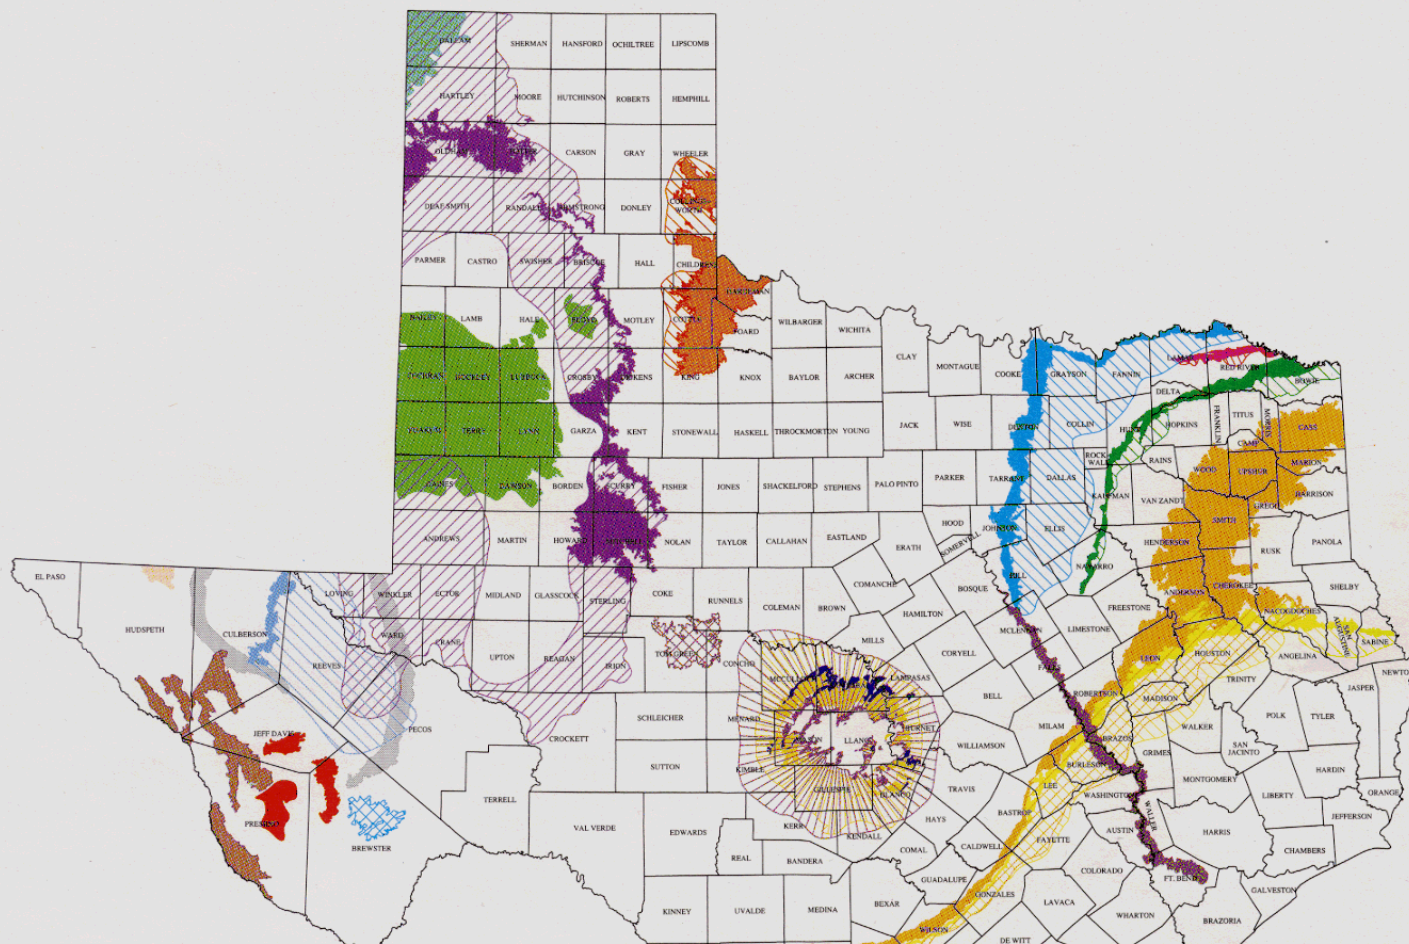 DALLAM
SHERMAN
HANSFORD
OCHILTREE
LIPSCOMB
HARTLEY
MOORE
HUTCHINSON
ROBERTS
HEMPHILL
CARSON
GRAY
WHEELER
DEAF SMITH
RANDALL
ARMSTRONG
DONLEY
PARMER
CASTRO
SWISHER
BRISCOE
HALL
BAILEY
LAMB
HALE
FLOYD
MOTLEY
COTTLE
FOARD
WILBARGER
WICHITA
CLAY
MONTAGUE
COOKE
GRAYSON
FANNIN
LAMAR
RED RIVER
BOWIE
COCHRAN
HOCKLEY
LUBBOCK
CROSBY
KING
KNOX
BAYLOR
ARCHER
DELTA
YOAKUM
TERRY
LYNN
GARZA
KENT
STONEWALL
HASKELL
THROCKMORTON
YOUNG
JACK
WISE
DENTON
COLLIN
HUNT
HOPKINS
FRANKLIN
TITUS
MORRIS
CAMP
CASS
GAINES
DAWSON
BORDEN
FISHER
JONES
SHACKELFORD
STEPHENS
PALO PINTO
PARKER
TARRANT
DALLAS
ROCK
WALL
RAINS
WOOD
UPSHUR
MARION
KAUFMAN
VAN ZANDT
HARRISON
GREGG
SMITH
ANDREWS
MARTIN
HOWARD
NOLAN
TAYLOR
CALLAHAN
EASTLAND
ERATH
HOOD
SOMERVELL
JOHNSON
ELLIS
HENDERSON
RUSK
PANOLA
EL PASO
HUDSPETH
CULBERSON
LOVING
WINKLER
ECTOR
MIDLAND
GLASSCOCK
STERLING
COKE
RUNNELS
COLEMAN
BROWN
COMANCHE
HAMILTON
BOSQUE
HILL
NAVARRO
FREESTONE
ANDERSON
CHEROKEE
NACOGDOCHES
SHELBY
SAN
AUGUSTINE
SABINE
REEVES
WARD
CRANE
UPTON
REAGAN
IRION
TOM GREEN
CONCHO
LAMPASAS
MILLS
CORYELL
MCLENNAN
LIMESTONE
FALLS
LEON
HOUSTON
ANGELINA
TRINITY
NEWTO
JASPER
JEFF DAVIS
PECOS
CROCKETT
SCHLEICHER
MENARD
LLANO
BURNET
BELL
MILAM
ROBERTSON
MADISON
BRAZOS
WALKER
POLK
TYLER
SAN
JACINTO
GRIMES
PRESIDIO
BREWSTER
TERRELL
VAL VERDE
SUTTON
KIMBLE
GILLESPIE
BLANCO
WILLIAMSON
TRAVIS
BURLESON
LEE
WASHINGTON
MONTGOMERY
HARDIN
LIBERTY
ORANGE
JEFFERSON
CHAMBERS
EDWARDS
REAL
KERR
KENDALL
BANDERA
HAYS
COMAL
CALDWELL
BASTROP
FAYETTE
AUSTIN
WALLER
HARRIS
FT. BEND
GALVESTON
KINNEY
UVALDE
MEDINA
BEXAR
GUADALUPE
GONZALES
WILSON
DE WITT
LAVACA
COLORADO
WHARTON
BRAZORIA